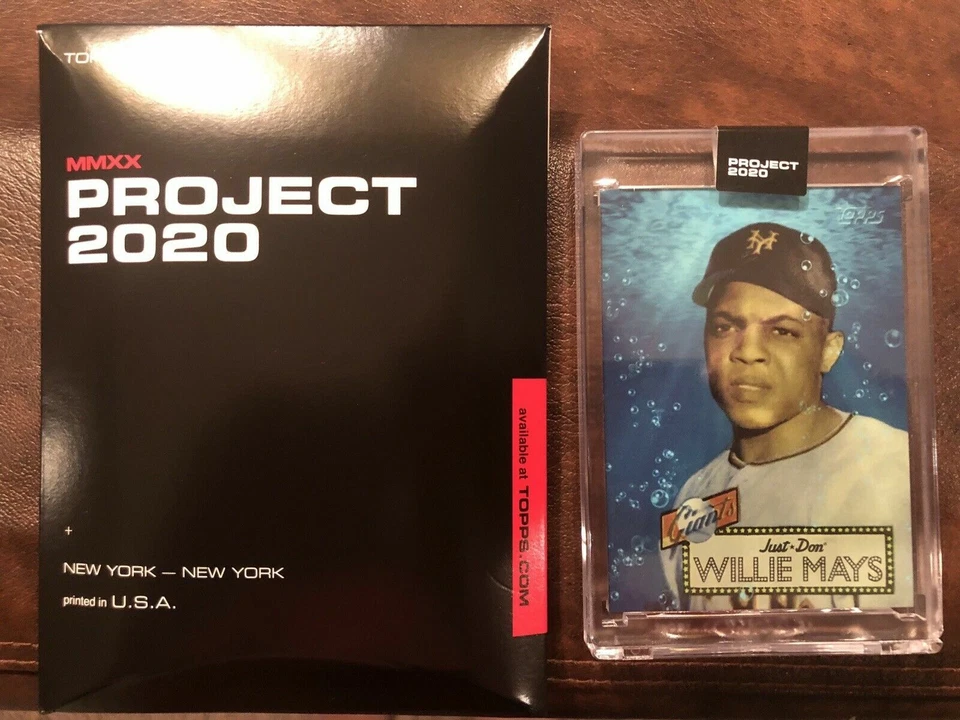 MMXX
PROJECT
2020
available at TOPPS.COM
+
NEW YORK — NEW YORK
printed in U.S.A.
PROJECT
2020
TOPPS
NY
Giants
Just★Don®
WILLIE MAYS